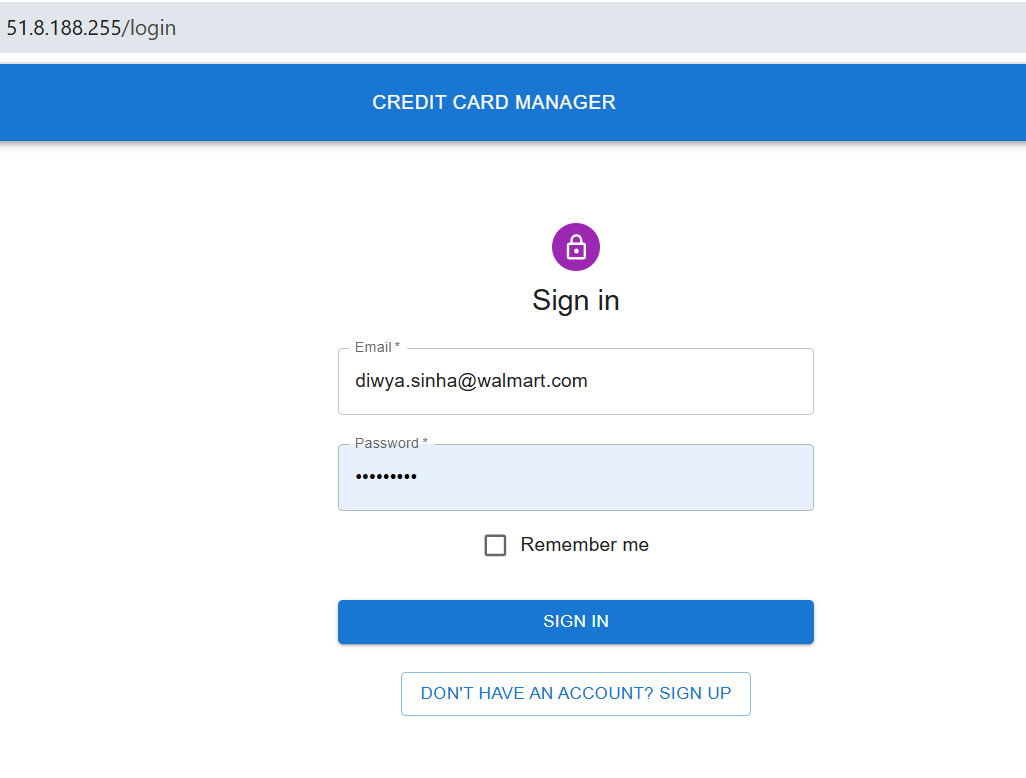 51.8.188.255/login
CREDIT CARD MANAGER
Sign in
Email *
diwya.sinha@walmart.com
Password *
•••••••••
Remember me
SIGN IN
DON'T HAVE AN ACCOUNT? SIGN UP